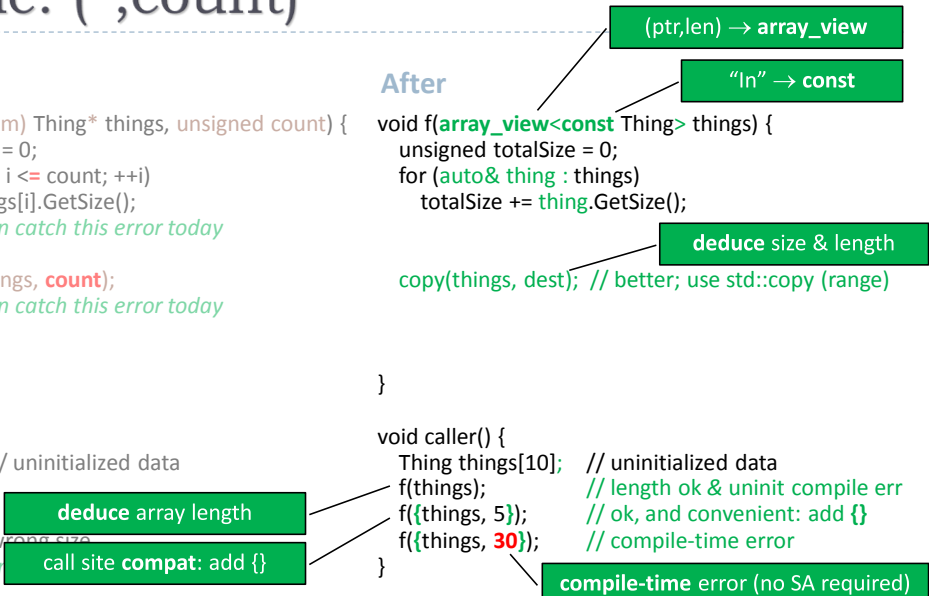 (*,count)
(ptr,len) → array_view
After
"In" → const
m) Thing* things, unsigned count) {
= 0;
i <= count; ++i)
gs[i].GetSize();
n catch this error today
ngs, count);
n catch this error today
/ uninitialized data
wrong size
void f(array_view<const Thing> things) {
unsigned totalSize = 0;
for (auto& thing : things)
totalSize += thing.GetSize();
deduce size & length
copy(things, dest); // better; use std::copy (range)
}
void caller() {
Thing things[10]; // uninitialized data
f(things); // length ok & uninit compile err
deduce array length
f({things, 5}); // ok, and convenient: add {}
f({things, 30}); // compile-time error
call site compat: add {}
}
compile-time error (no SA required)